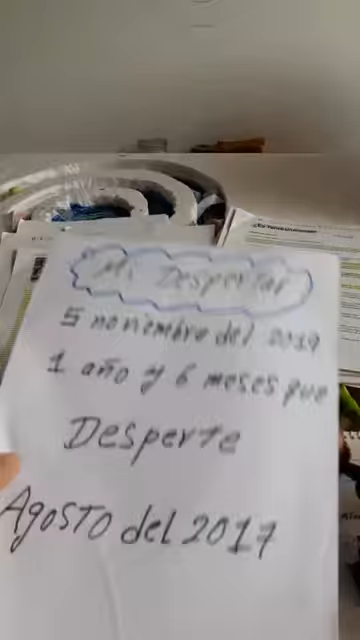 Mi Despertar
5 noviembre del 2019
1 año y 6 meses que
Desperte
Agosto del 2017